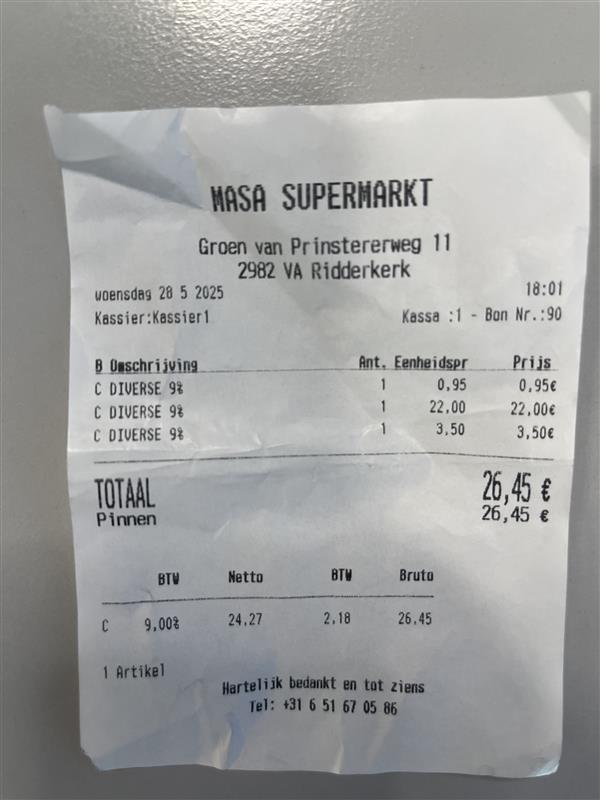 MASA SUPERMARKT
Groen van Prinstererweg 11
2982 VA Ridderkerk
woensdag 28 5 2025 18:01
Kassier:Kassier1 Kassa :1 - Bon Nr.:90
B Omschrijving Ant. Eenheidspr Prijs
C DIVERSE 9% 1 0,95 0,95€
C DIVERSE 9% 1 22,00 22,00€
C DIVERSE 9% 1 3,50 3,50€
TOTAAL 26,45 €
Pinnen 26,45 €
BTW Netto BTW Bruto
C 9,00% 24,27 2,18 26,45
1 Artikel
Hartelijk bedankt en tot ziens
Tel: +31 6 51 67 05 86